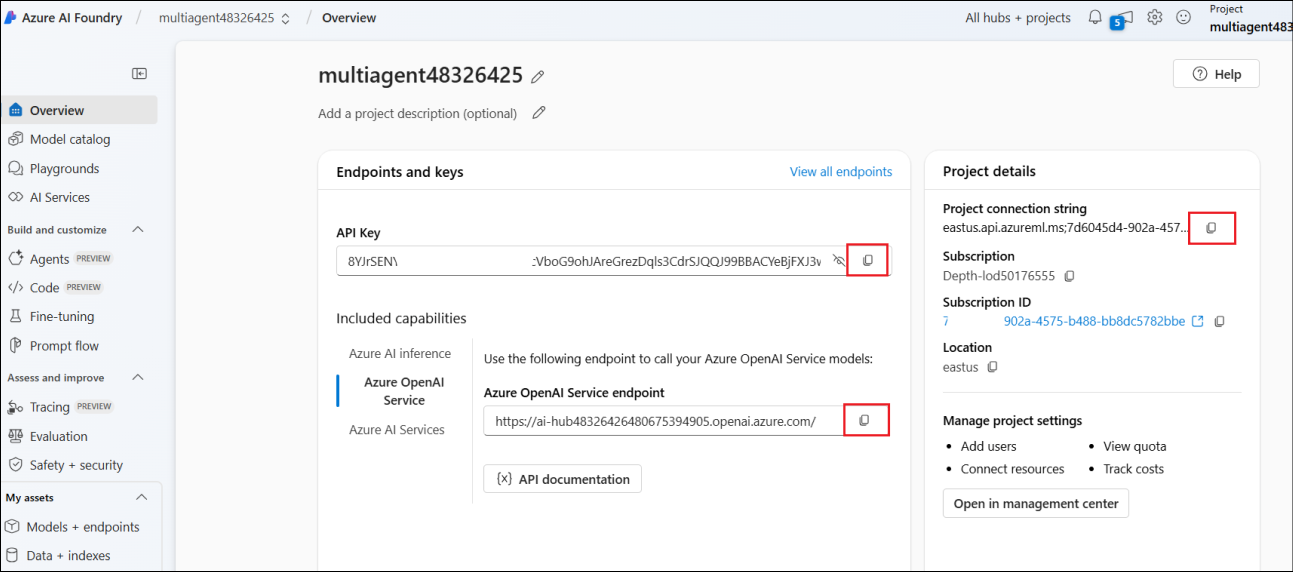 Azure AI Foundry / multiagent48326425 / Overview
All hubs + projects
5
Project
multiagent483
multiagent48326425
Help
Add a project description (optional)
Overview
Model catalog
Playgrounds
AI Services
Build and customize
Agents PREVIEW
Code PREVIEW
Fine-tuning
Prompt flow
Assess and improve
Tracing PREVIEW
Evaluation
Safety + security
My assets
Models + endpoints
Data + indexes
Endpoints and keys
View all endpoints
API Key
Included capabilities
Azure AI inference
Azure OpenAI
Service
Azure AI Services
Use the following endpoint to call your Azure OpenAI Service models:
Azure OpenAI Service endpoint
https://ai-hub48326426480675394905.openai.azure.com/
{x} API documentation
Project details
Project connection string
eastus.api.azureml.ms;7d6045d4-902a-457...
Subscription
Depth-lod50176555
Subscription ID
7 902a-4575-b488-bb8dc5782bbe
Location
eastus
Manage project settings
• Add users
• View quota
• Connect resources
• Track costs
Open in management center